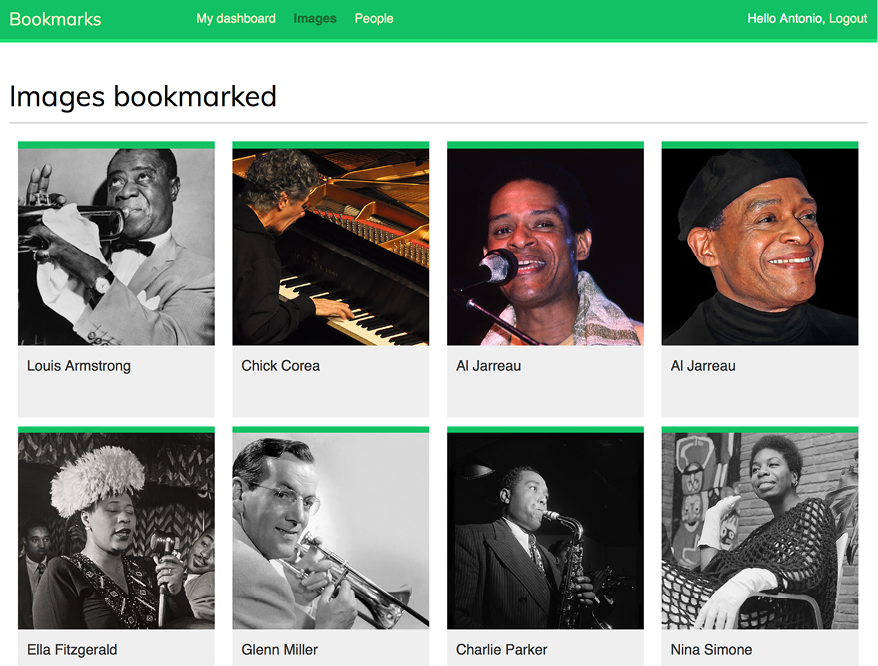 Bookmarks My dashboard Images People Hello Antonio, Logout
Images bookmarked
Louis Armstrong Chick Corea Al Jarreau Al Jarreau
Ella Fitzgerald Glenn Miller Charlie Parker Nina Simone